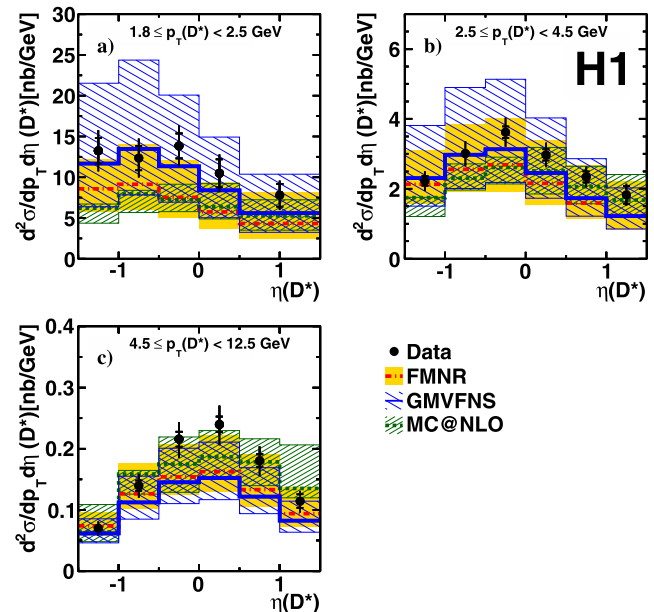 a)
1.8 ≤ p_T(D*) < 2.5 GeV
d²σ/dp_T dη (D*)[nb/GeV]
30
25
20
15
10
5
0
-1
0
1
η(D*)
b)
2.5 ≤ p_T(D*) < 4.5 GeV
H1
d²σ/dp_T dη (D*)[nb/GeV]
6
4
2
0
-1
0
1
η(D*)
c)
4.5 ≤ p_T(D*) < 12.5 GeV
d²σ/dp_T dη (D*)[nb/GeV]
0.4
0.3
0.2
0.1
0
-1
0
1
η(D*)
Data
FMNR
GMVFNS
MC@NLO